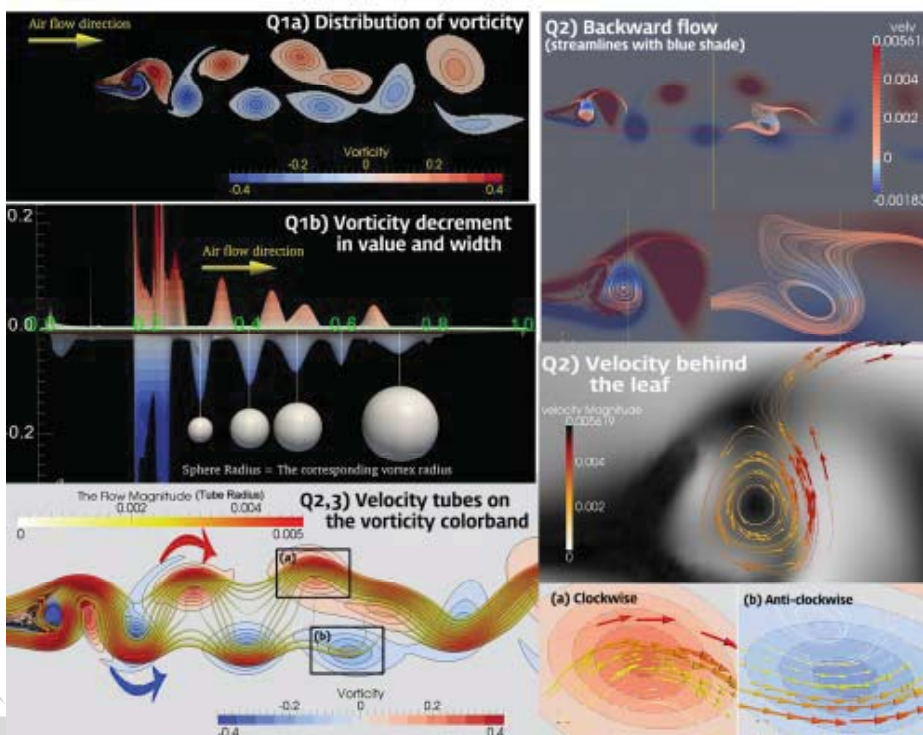 Q1a) Distribution of vorticity
Air flow direction
Vorticity
-0.2 0 0.2
-0.4 0.4
Q1b) Vorticity decrement
in value and width
Air flow direction
0.2
0.0
-0.2
0.0 0.2 0.4 0.6 0.8 1.0
Sphere Radius = The corresponding vortex radius
The Flow Magnitude (Tube Radius)
0.002 0.004
0 0.005
Q2,3) Velocity tubes on
the vorticity colorband
(a)
(b)
Vorticity
-0.2 0 0.2
-0.4 0.4
Q2) Backward flow
(streamlines with blue shade)
velv
0.004
0.002
0
Q2) Velocity behind
the leaf
velocity Magnitude
0.005619
0.004
0.002
0
(a) Clockwise
(b) Anti-clockwise